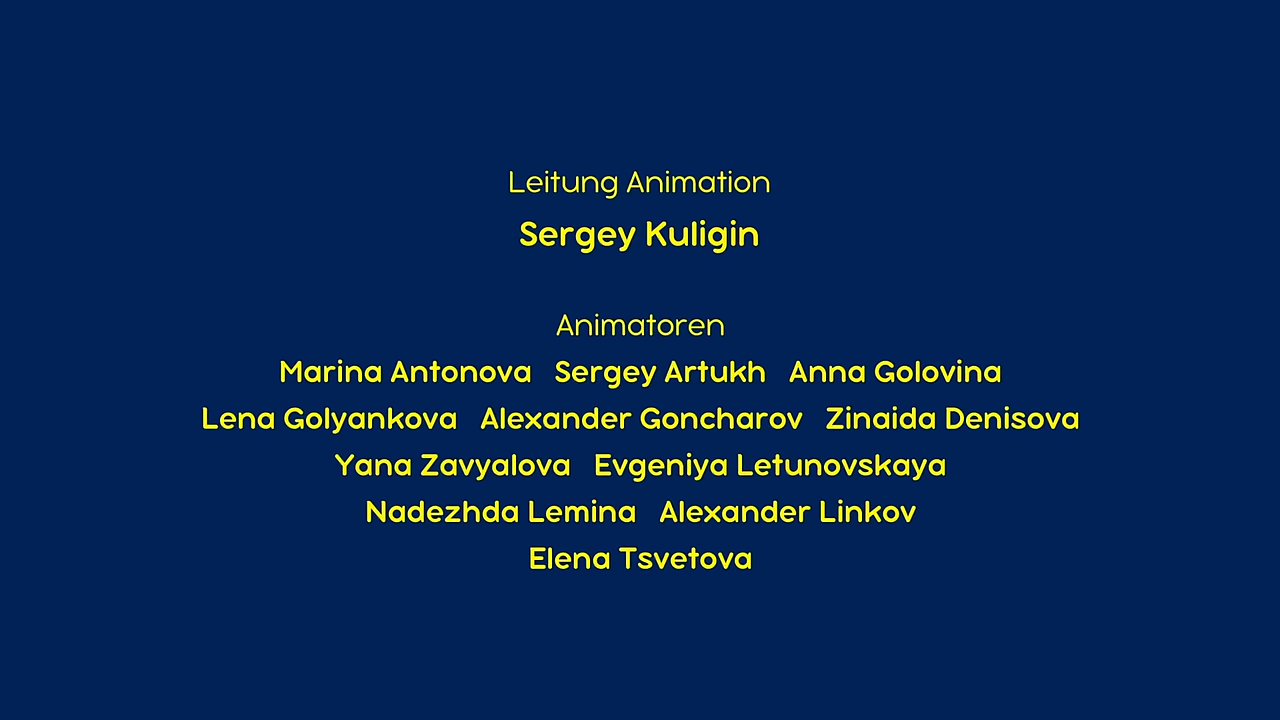 Leitung Animation
Sergey Kuligin
Animatoren
Marina Antonova Sergey Artukh Anna Golovina
Lena Golyankova Alexander Goncharov Zinaida Denisova
Yana Zavyalova Evgeniya Letunovskaya
Nadezhda Lemina Alexander Linkov
Elena Tsvetova